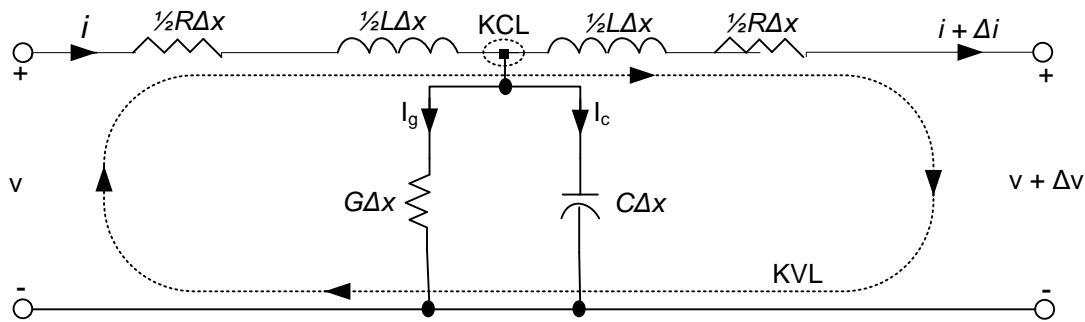 i ½RΔx ½LΔx KCL ½LΔx ½RΔx i + Δi
+ +
I_g I_c
v v + Δv
GΔx CΔx
KVL
- -